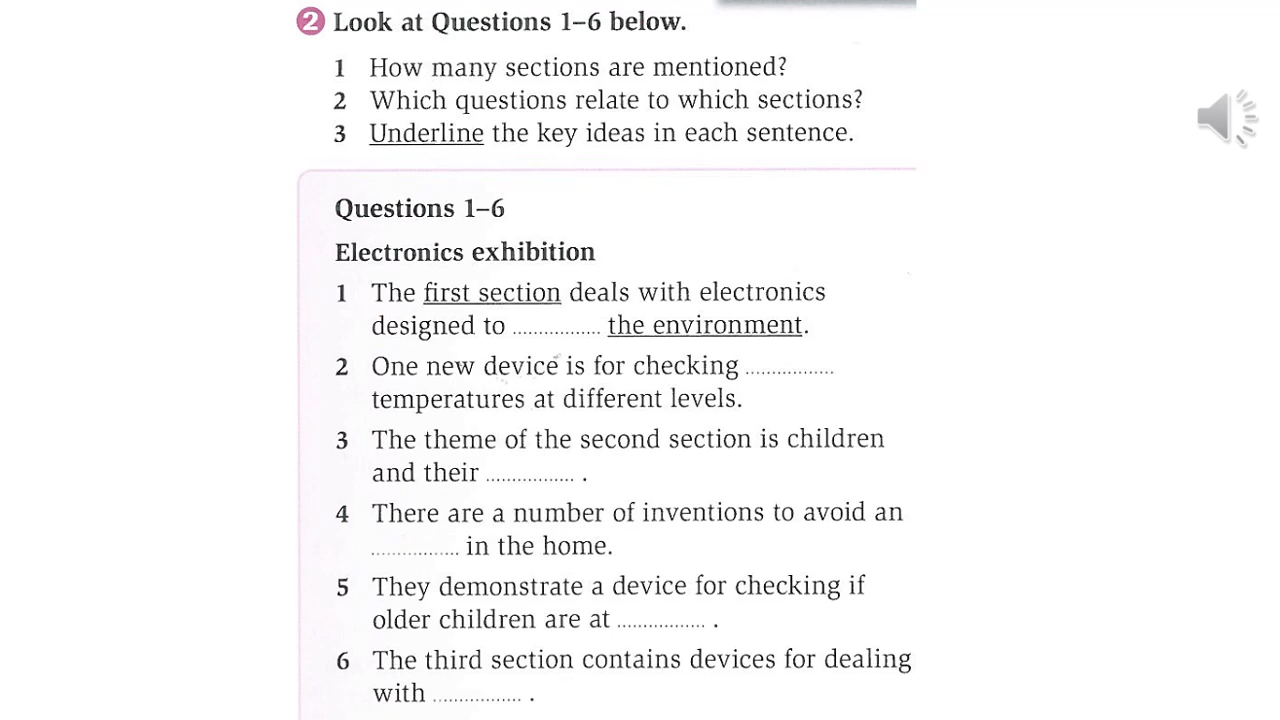 2 Look at Questions 1–6 below.
1 How many sections are mentioned?
2 Which questions relate to which sections?
3 Underline the key ideas in each sentence.
Questions 1–6
Electronics exhibition
1 The first section deals with electronics
designed to ................. the environment.
2 One new device is for checking .................
temperatures at different levels.
3 The theme of the second section is children
and their ................. .
4 There are a number of inventions to avoid an
................. in the home.
5 They demonstrate a device for checking if
older children are at ................. .
6 The third section contains devices for dealing
with ................. .